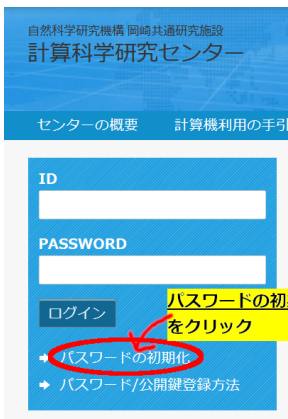 自然科学研究機構 岡崎共通研究施設
計算科学研究センター
センターの概要 計算機利用の手引
ID
PASSWORD
ログイン
パスワードの初
をクリック
パスワードの初期化
パスワード/公開鍵登録方法